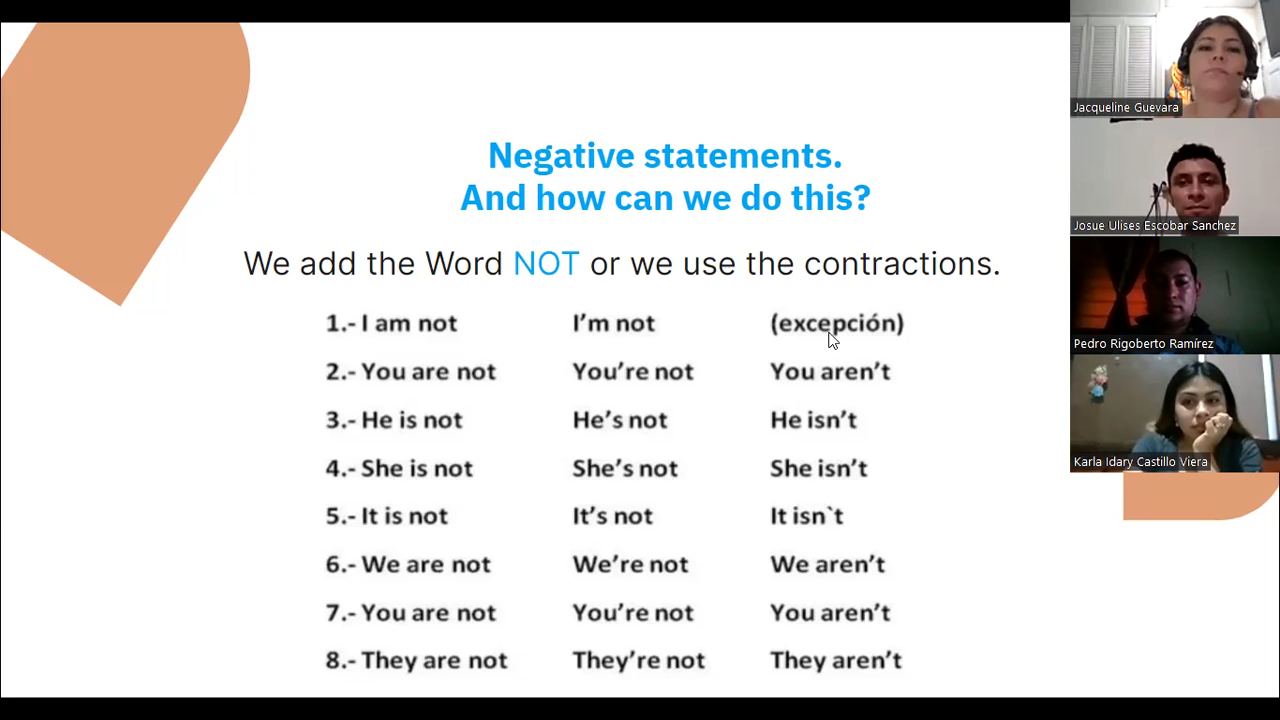 Negative statements.
And how can we do this?
We add the Word NOT or we use the contractions.
1.- I am not I'm not (excepción)
2.- You are not You're not You aren't
3.- He is not He's not He isn't
4.- She is not She's not She isn't
5.- It is not It's not It isn`t
6.- We are not We're not We aren't
7.- You are not You're not You aren't
8.- They are not They're not They aren't
Jacqueline Guevara
Josue Ulises Escobar Sanchez
Pedro Rigoberto Ramírez
Karla Idary Castillo Viera